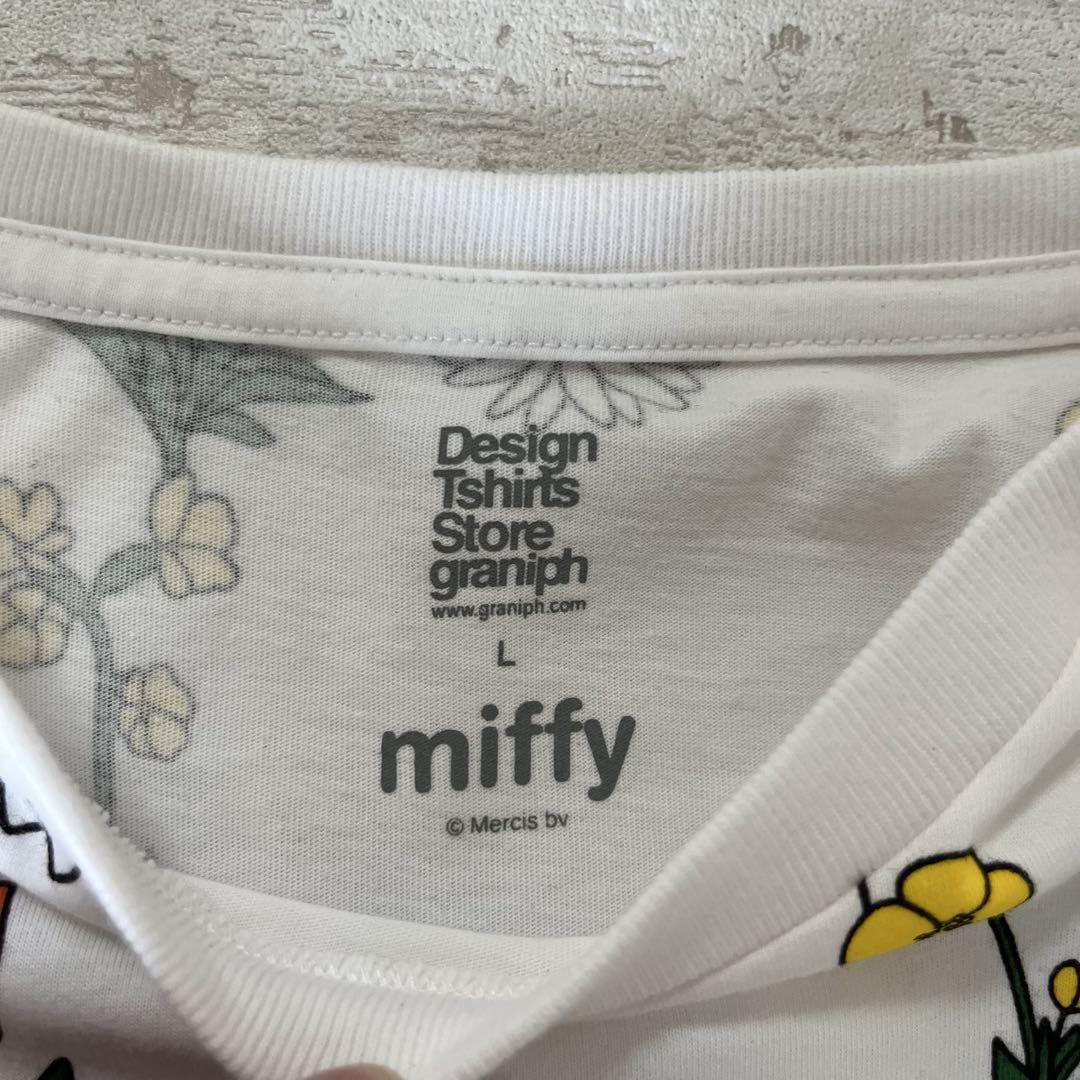 Design
Tshirts
Store
graniph
www.graniph.com
L
miffy
© Mercis bv